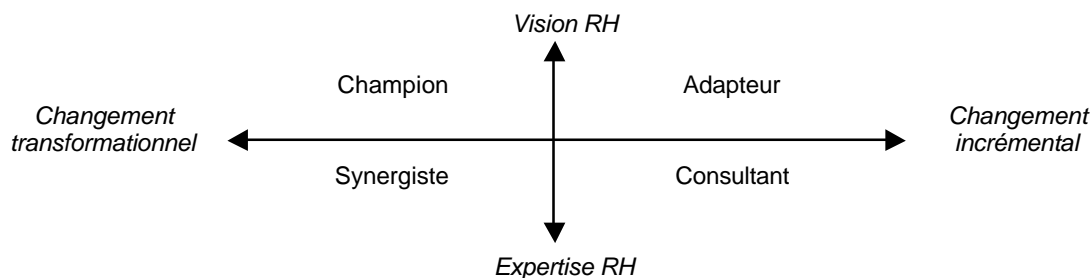 Vision RH
Champion
Adapteur
Changement
transformationnel
Changement
incrémental
Synergiste
Consultant
Expertise RH